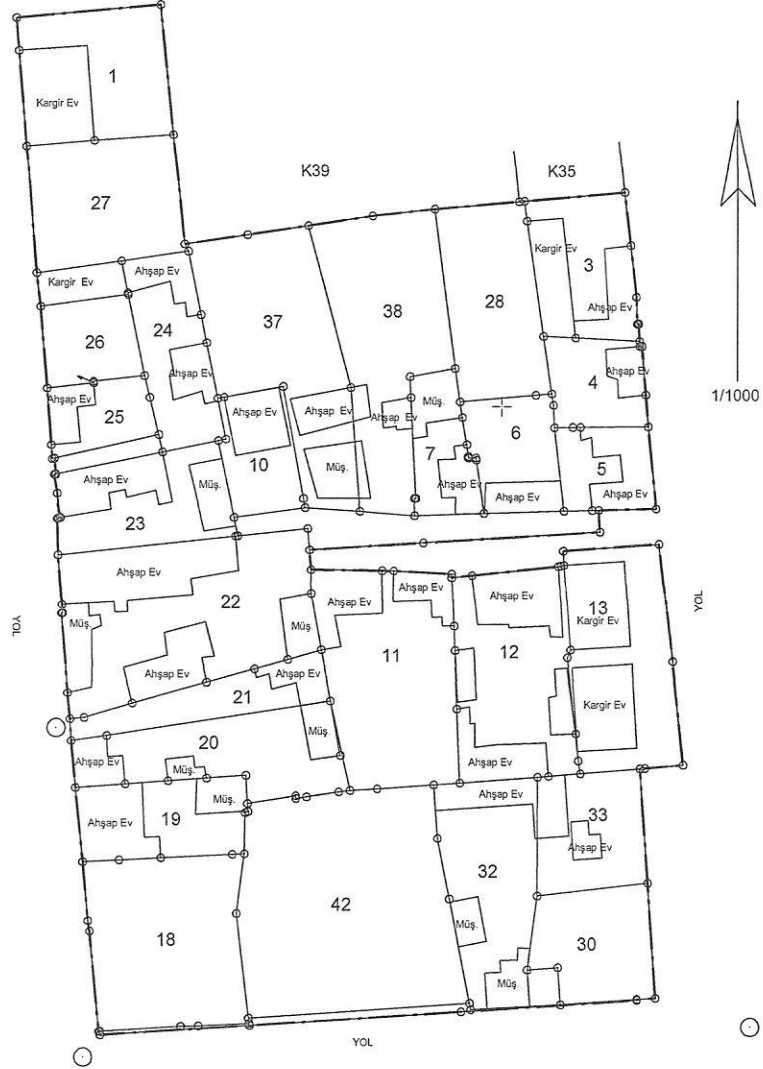 1
Kargir Ev
K39
K35
27
Kargir Ev
3
Ahşap Ev
Kargir Ev
Ahşap Ev
24
37
38
28
26
Ahşap Ev
4
Ahşap Ev
1/1000
Ahşap Ev
25
Ahşap Ev
Ahşap Ev
Ahşap Ev
Müş.
6
10
7
Müş.
Müş.
5
Ahşap Ev
23
Ahşap Ev
Ahşap Ev
Ahşap Ev
Ahşap Ev
22
Ahşap Ev
Ahşap Ev
13
Kargir Ev
YOL
YOL
Müş.
Müş.
11
12
Ahşap Ev
Ahşap Ev
21
Kargir Ev
Müş.
20
Ahşap Ev
Müş.
Ahşap Ev
Müş.
Ahşap Ev
19
Ahşap Ev
33
Ahşap Ev
32
42
18
Müş.
30
Müş.
YOL